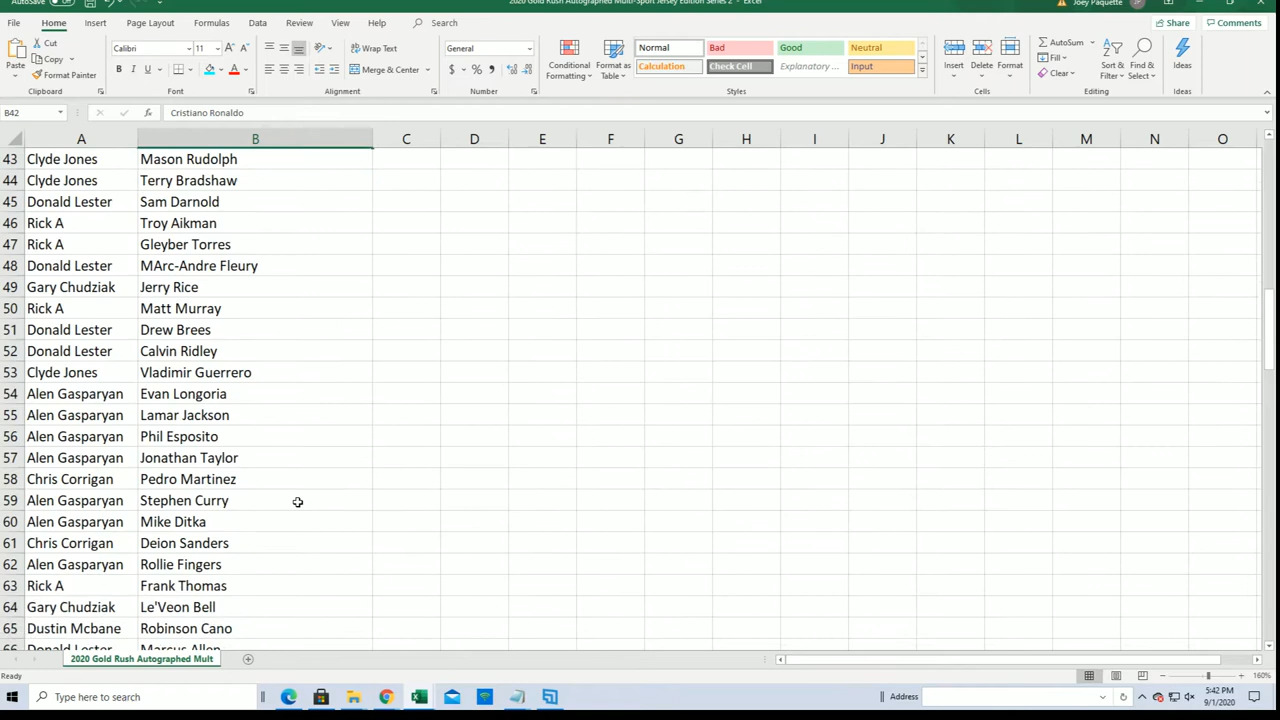 AutoSave Off 2020 Gold Rush Autographed Multi-Sport Jersey Edition Series 2 - Excel Joey Paquette JP
File Home Insert Page Layout Formulas Data Review View Help Search Share Comments
Paste Cut Copy Format Painter Clipboard
Calibri 11 A A B I U A Font
Wrap Text Merge & Center Alignment
General $ % , Number
Conditional Formatting Format as Table Normal Bad Good Neutral Calculation Check Cell Explanatory ... Input Styles
Insert Delete Format Cells
AutoSum Fill Clear Sort & Filter Find & Select Editing
Ideas Ideas
B42 fx Cristiano Ronaldo
A B C D E F G H I J K L M N O
43 Clyde Jones Mason Rudolph
44 Clyde Jones Terry Bradshaw
45 Donald Lester Sam Darnold
46 Rick A Troy Aikman
47 Rick A Gleyber Torres
48 Donald Lester MArc-Andre Fleury
49 Gary Chudziak Jerry Rice
50 Rick A Matt Murray
51 Donald Lester Drew Brees
52 Donald Lester Calvin Ridley
53 Clyde Jones Vladimir Guerrero
54 Alen Gasparyan Evan Longoria
55 Alen Gasparyan Lamar Jackson
56 Alen Gasparyan Phil Esposito
57 Alen Gasparyan Jonathan Taylor
58 Chris Corrigan Pedro Martinez
59 Alen Gasparyan Stephen Curry
60 Alen Gasparyan Mike Ditka
61 Chris Corrigan Deion Sanders
62 Alen Gasparyan Rollie Fingers
63 Rick A Frank Thomas
64 Gary Chudziak Le'Veon Bell
65 Dustin Mcbane Robinson Cano
66 Donald Lester Marcus Allen
2020 Gold Rush Autographed Mult
Ready 160%
Type here to search Address 5:42 PM
9/1/2020